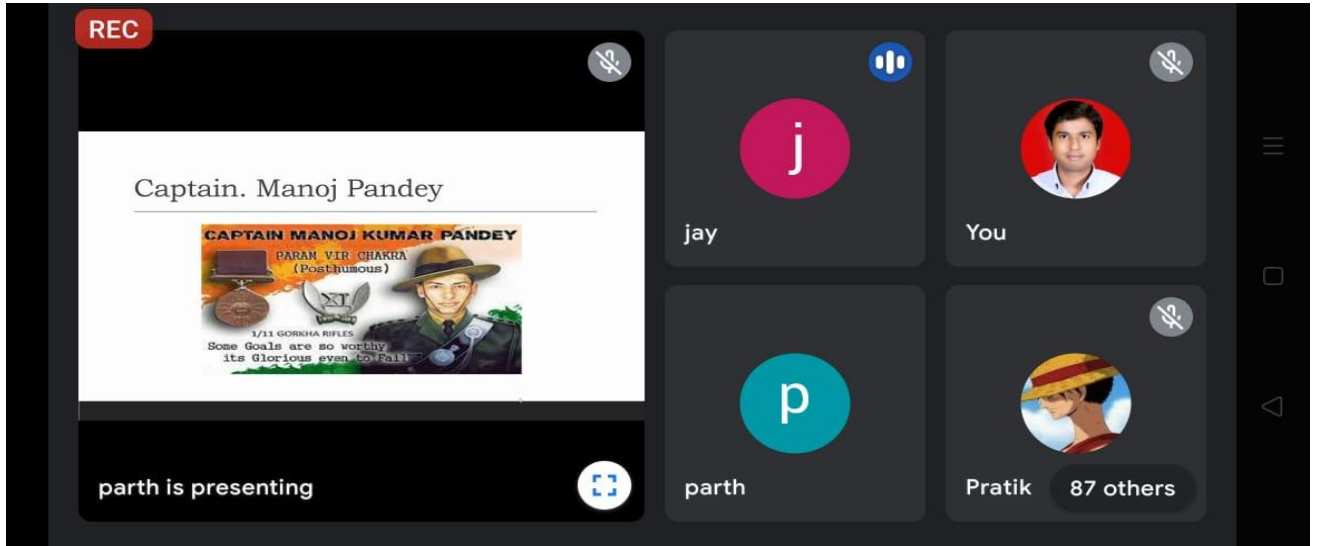 REC
Captain. Manoj Pandey
CAPTAIN MANOJ KUMAR PANDEY
PARAM VIR CHAKRA
(Posthumous)
1/11 GORKHA RIFLES
Some Goals are so worthy,
its Glorious even to Fail
parth is presenting
j
jay
You
p
parth
Pratik
87 others